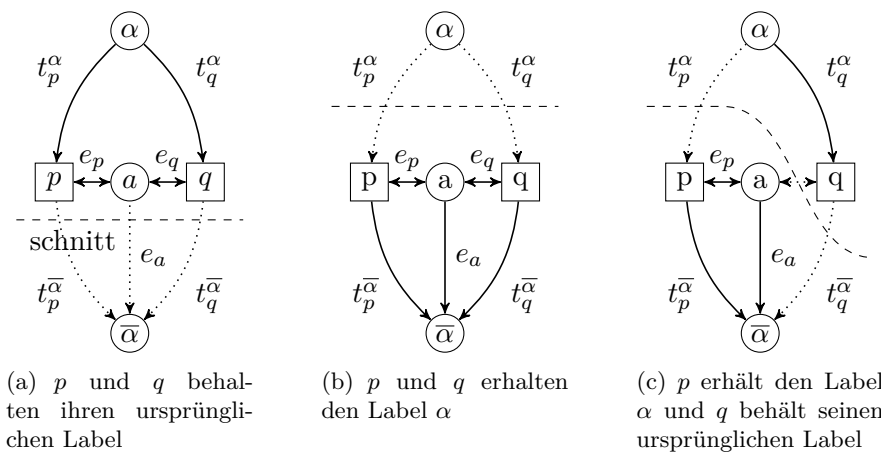 α α α
t_p^α t_q^α t_p^α t_q^α t_p^α t_q^α
e_p e_q e_p e_q e_p
p a q p a q p a q
schnitt
e_a e_a e_a
t_p^ᾱ t_q^ᾱ t_p^ᾱ t_q^ᾱ t_p^ᾱ t_q^ᾱ
ᾱ ᾱ ᾱ
(a) p und q behal-
ten ihren ursprüngli-
chen Label
(b) p und q erhalten
den Label α
(c) p erhält den Label
α und q behält seinen
ursprünglichen Label